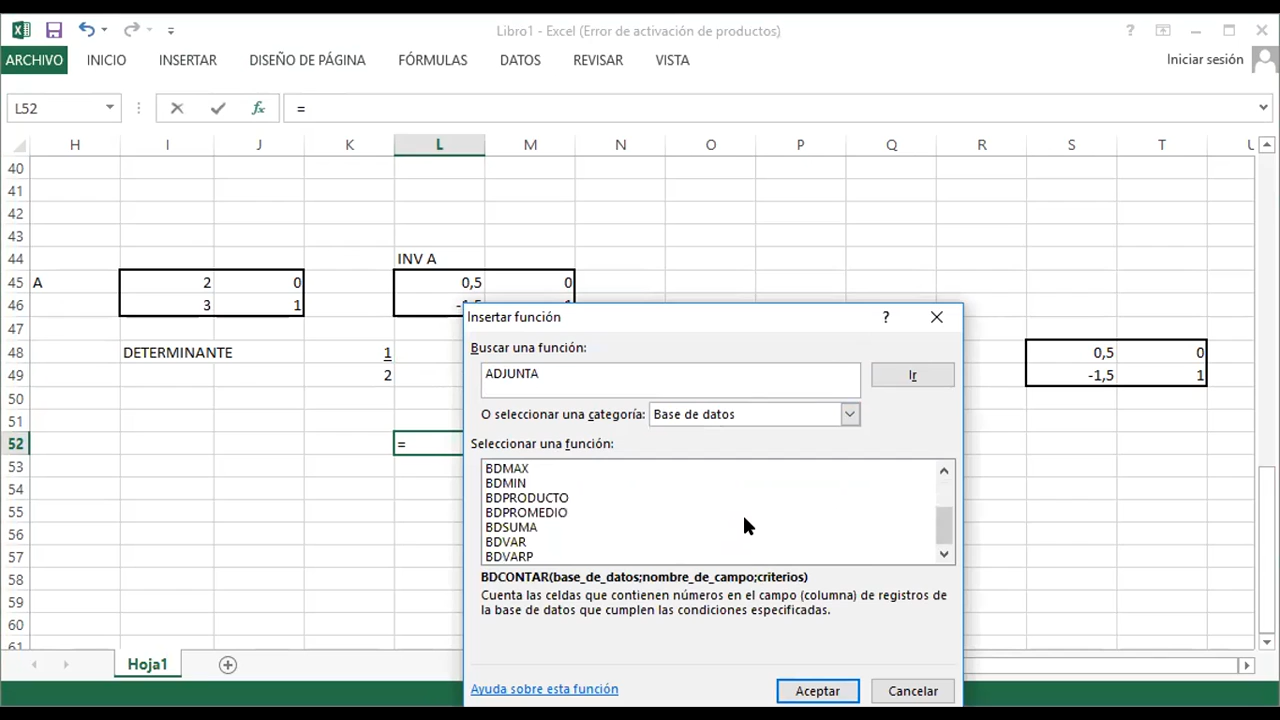 Libro1 - Excel (Error de activación de productos)
?
ARCHIVO INICIO INSERTAR DISEÑO DE PÁGINA FÓRMULAS DATOS REVISAR VISTA Iniciar sesión
L52 fx =
H I J K L M N O P Q R S T U
40
41
42
43
44 INV A
45 A 2 0 0,5 0
46 3 1
47
48 DETERMINANTE 1 0,5 0
49 2 -1,5 1
50
51
52 =
53
54
55
56
57
58
59
60
61
Insertar función ?
Buscar una función:
ADJUNTA Ir
O seleccionar una categoría: Base de datos
Seleccionar una función:
BDMAX
BDMIN
BDPRODUCTO
BDPROMEDIO
BDSUMA
BDVAR
BDVARP
BDCONTAR(base_de_datos;nombre_de_campo;criterios)
Cuenta las celdas que contienen números en el campo (columna) de registros de
la base de datos que cumplen las condiciones especificadas.
Ayuda sobre esta función Aceptar Cancelar
Hoja1